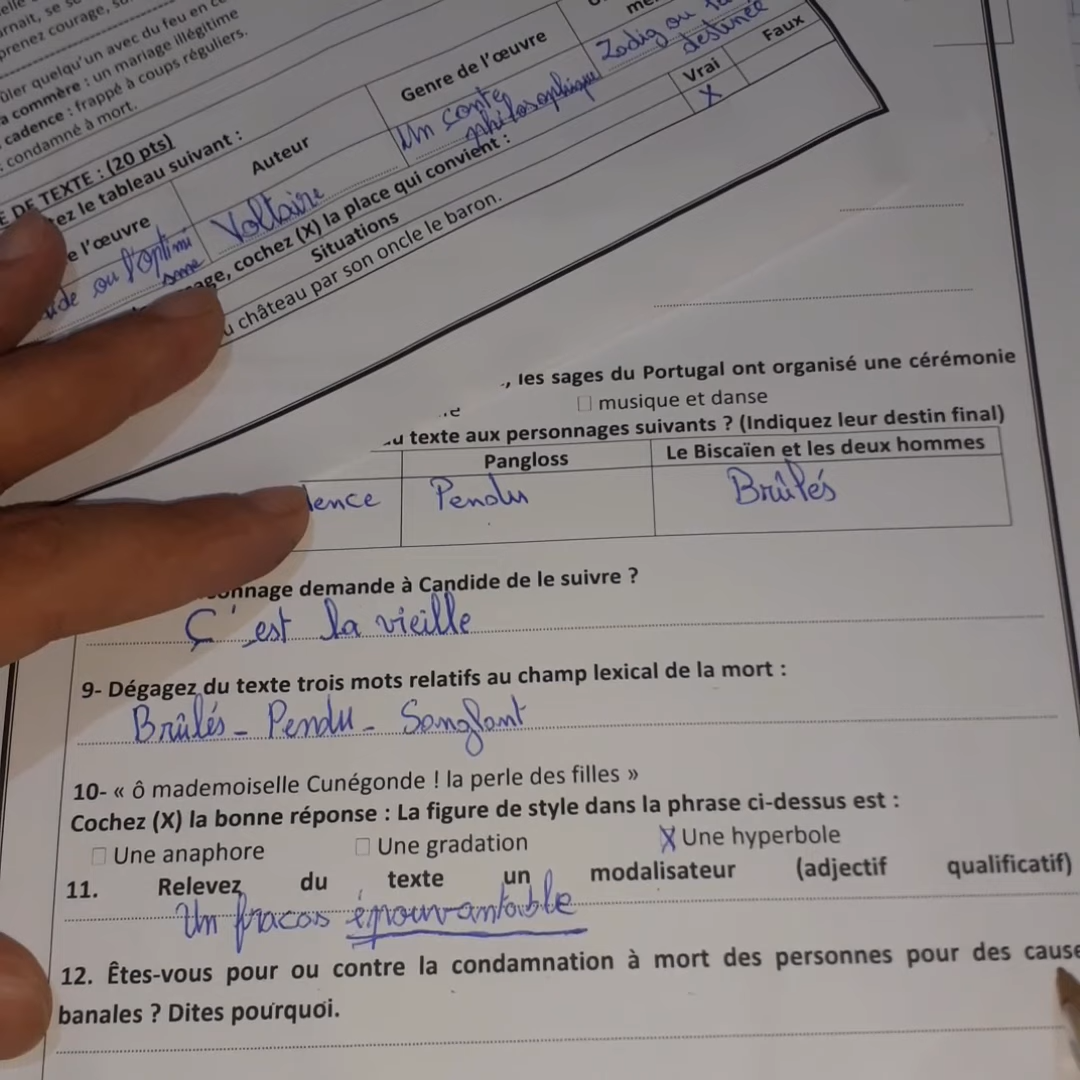 prenez courage,
ûler quelqu'un avec du feu en
a commère : un mariage illégitime
cadence : frappé à coups réguliers.
condamné à mort.
DE TEXTE : (20 pts)
ez le tableau suivant :
e l'œuvre Auteur Genre de l'œuvre
ou l'optimi
sme Voltaire Un conte
philosophique Zadig ou
destinée
age, cochez (X) la place qui convient :
Situations Vrai Faux
u château par son oncle le baron. X
, les sages du Portugal ont organisé une cérémonie
☐ musique et danse
u texte aux personnages suivants ? (Indiquez leur destin final)
Pangloss Le Biscaïen et les deux hommes
dence Pendu Brûlés
onnage demande à Candide de le suivre ?
C'est la vieille
9- Dégagez du texte trois mots relatifs au champ lexical de la mort :
Brûlés - Pendu - Sanglant
10- « ô mademoiselle Cunégonde ! la perle des filles »
Cochez (X) la bonne réponse : La figure de style dans la phrase ci-dessus est :
☐ Une anaphore ☐ Une gradation X Une hyperbole
11. Relevez du texte un modalisateur (adjectif qualificatif)
Un fracas épouvantable
12. Êtes-vous pour ou contre la condamnation à mort des personnes pour des cause
banales ? Dites pourquoi.